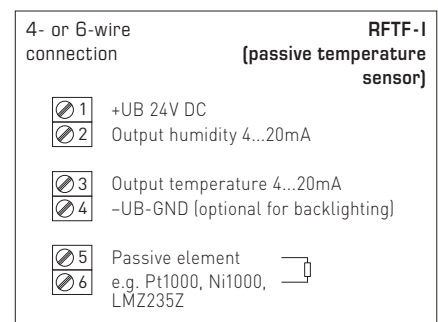 4- or 6-wire RFTF-I
connection (passive temperature
sensor)
1 +UB 24V DC
2 Output humidity 4...20mA
3 Output temperature 4...20mA
4 –UB-GND (optional for backlighting)
5 Passive element
6 e.g. Pt1000, Ni1000,
LMZ235Z